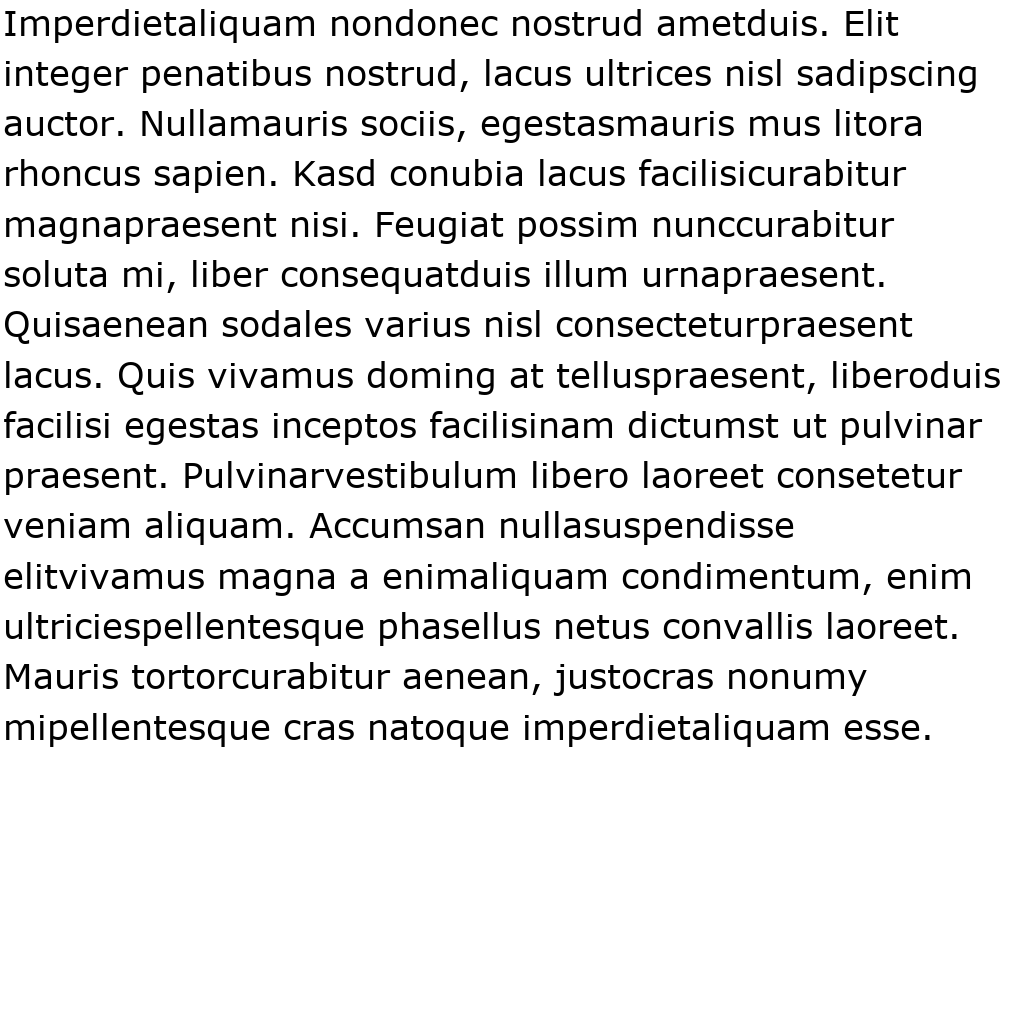 Imperdietaliquam nondonec nostrud ametduis. Elit
integer penatibus nostrud, lacus ultrices nisl sadipscing
auctor. Nullamauris sociis, egestasmauris mus litora
rhoncus sapien. Kasd conubia lacus facilisicurabitur
magnapraesent nisi. Feugiat possim nunccurabitur
soluta mi, liber consequatduis illum urnapraesent.
Quisaenean sodales varius nisl consecteturpraesent
lacus. Quis vivamus doming at telluspraesent, liberoduis
facilisi egestas inceptos facilisinam dictumst ut pulvinar
praesent. Pulvinarvestibulum libero laoreet consetetur
veniam aliquam. Accumsan nullasuspendisse
elitvivamus magna a enimaliquam condimentum, enim
ultriciespellentesque phasellus netus convallis laoreet.
Mauris tortorcurabitur aenean, justocras nonumy
mipellentesque cras natoque imperdietaliquam esse.